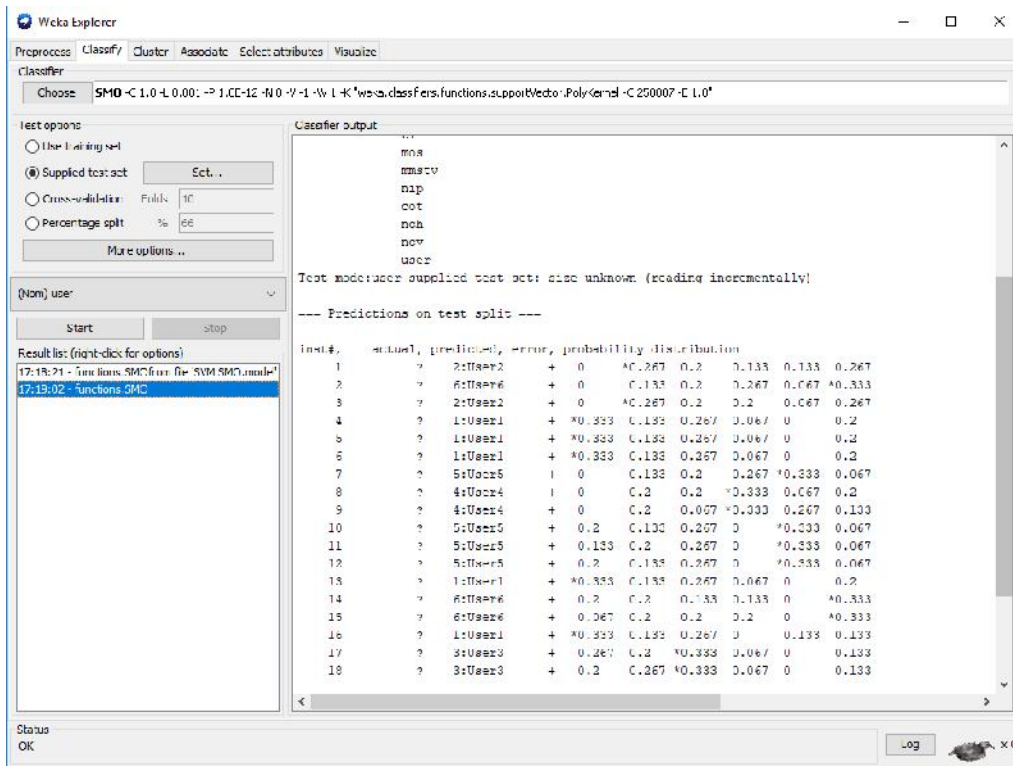 Weka Explorer
Preprocess Classify Cluster Associate Select attributes Visualize
Classifier
Choose SMO -C 1.0 -L 0.001 -P 1.0E-12 -N 0 -V -1 -W 1 -K "weka.classifiers.functions.supportVector.PolyKernel -C 250007 -E 1.0"
Test options
Use training set
Supplied test set Set...
Cross-validation Folds 10
Percentage split % 66
More options...
(Nom) user
Start Stop
Result list (right-click for options)
17:18:21 - functions.SMO from file 'SVM SMO.model'
17:19:02 - functions.SMO
Classifier output
mos
mmstv
nip
cot
nch
ncv
user
Test mode:user supplied test set: size unknown (reading incrementally)
=== Predictions on test split ===
inst#, actual, predicted, error, probability distribution
1 ? 2:User2 + 0 *0.267 0.2 0.133 0.133 0.267
2 ? 6:User6 + 0 0.133 0.2 0.267 0.067 *0.333
3 ? 2:User2 + 0 *0.267 0.2 0.2 0.067 0.267
4 ? 1:User1 + *0.333 0.133 0.267 0.067 0 0.2
5 ? 1:User1 + *0.333 0.133 0.267 0.067 0 0.2
6 ? 1:User1 + *0.333 0.133 0.267 0.067 0 0.2
7 ? 5:User5 + 0 0.133 0.2 0.267 *0.333 0.067
8 ? 4:User4 + 0 0.2 0.2 *0.333 0.067 0.2
9 ? 4:User4 + 0 0.2 0.067 *0.333 0.267 0.133
10 ? 5:User5 + 0.2 0.133 0.267 0 *0.333 0.067
11 ? 5:User5 + 0.133 0.2 0.267 0 *0.333 0.067
12 ? 5:User5 + 0.2 0.133 0.267 0 *0.333 0.067
13 ? 1:User1 + *0.333 0.133 0.267 0.067 0 0.2
14 ? 6:User6 + 0.2 0.2 0.133 0.133 0 *0.333
15 ? 6:User6 + 0.067 0.2 0.2 0.2 0 *0.333
16 ? 1:User1 + *0.333 0.133 0.267 0 0.133 0.133
17 ? 3:User3 + 0.267 0.2 *0.333 0.067 0 0.133
18 ? 3:User3 + 0.2 0.267 *0.333 0.067 0 0.133
Status
OK
Log